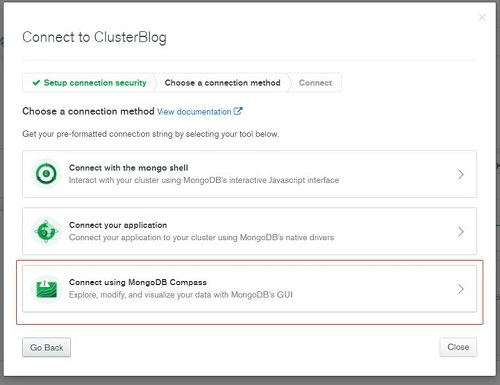 Connect to ClusterBlog
Setup connection security
Choose a connection method
Connect
Choose a connection method View documentation
Get your pre-formatted connection string by selecting your tool below.
Connect with the mongo shell
Interact with your cluster using MongoDB's interactive Javascript interface
Connect your application
Connect your application to your cluster using MongoDB's native drivers
Connect using MongoDB Compass
Explore, modify, and visualize your data with MongoDB's GUI
Go Back
Close